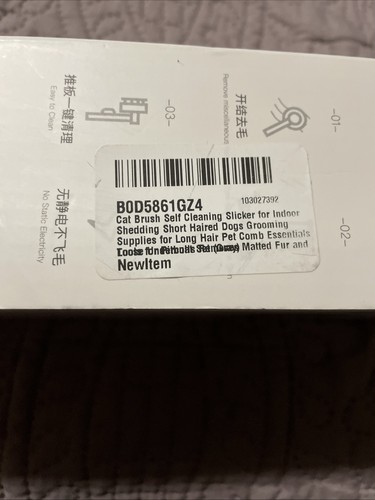 B0D5861GZ4
103027392
Cat Brush Self Cleaning Slicker for Indoor
Shedding Short Haired Dogs Grooming
Supplies for Long Hair Pet Comb Essentials
Matted Fur and
NewItem
推板一键清理
Easy to Clean
-03-
开结去毛
Remove miscellaneous
-01-
无静电不飞毛
No Static Electricity
-02-